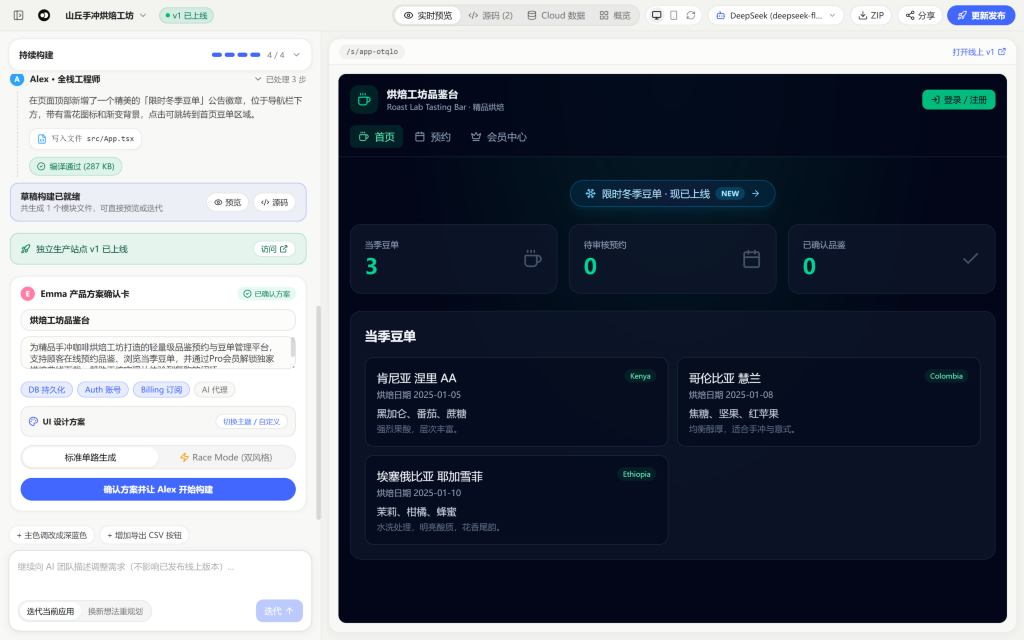 山丘手冲烘焙工坊
v1 已上线
实时预览
源码 (2)
Cloud 数据
概览
DeepSeek (deepseek-fl...
ZIP
分享
更新发布
持续构建
4 / 4
A
Alex • 全栈工程师
已处理 3 步
在页面顶部新增了一个精美的「限时冬季豆单」公告徽章，位于导航栏下
方，带有雪花图标和渐变背景，点击可跳转到首页豆单区域。
写入文件 src/App.tsx
编译通过 (287 KB)
草稿构建已就绪
共生成 1 个模块文件，可直接预览或迭代
预览
源码
独立生产站点 v1 已上线
访问
E
Emma 产品方案确认卡
已确认方案
烘焙工坊品鉴台
为精品手冲咖啡烘焙工坊打造的轻量级品鉴预约与豆单管理平台，
支持顾客在线预约品鉴、浏览当季豆单，并通过Pro会员解锁独家
DB 持久化
Auth 账号
Billing 订阅
AI 代理
UI 设计方案
切换主题 / 自定义
标准单路生成
Race Mode (双风格)
确认方案并让 Alex 开始构建
+ 主色调改成深蓝色
+ 增加导出 CSV 按钮
继续向 AI 团队描述调整需求（不影响已发布线上版本）...
迭代当前应用
换新想法重规划
迭代
/s/app-otqlo
打开线上 v1
烘焙工坊品鉴台
Roast Lab Tasting Bar · 精品烘焙
登录 / 注册
首页
预约
会员中心
限时冬季豆单 · 现已上线
NEW
当季豆单
3
待审核预约
0
已确认品鉴
0
当季豆单
肯尼亚 涅里 AA
Kenya
烘焙日期 2025-01-05
黑加仑、番茄、蔗糖
强烈果酸，层次丰富。
哥伦比亚 慧兰
Colombia
烘焙日期 2025-01-08
焦糖、坚果、红苹果
均衡醇厚，适合手冲与意式。
埃塞俄比亚 耶加雪菲
Ethiopia
烘焙日期 2025-01-10
茉莉、柑橘、蜂蜜
水洗处理，明亮酸质，花香尾韵。